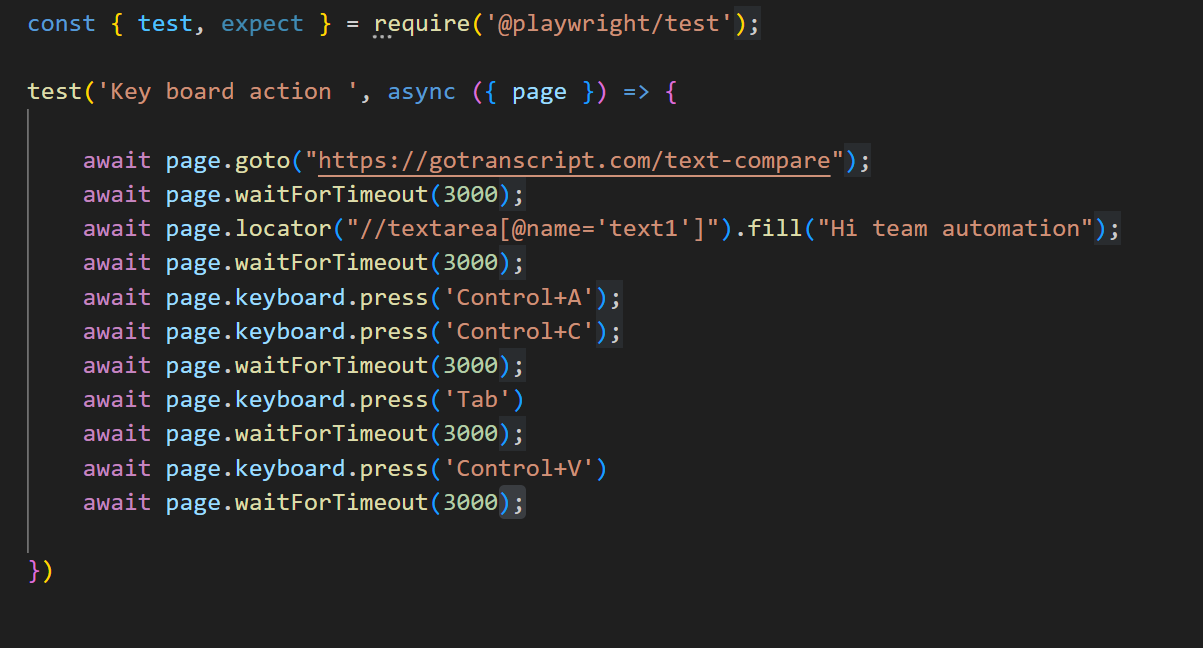 const { test, expect } = require('@playwright/test');
test('Key board action ', async ({ page }) => {
await page.goto("https://gotranscript.com/text-compare");
await page.waitForTimeout(3000);
await page.locator("//textarea[@name='text1']").fill("Hi team automation");
await page.waitForTimeout(3000);
await page.keyboard.press('Control+A');
await page.keyboard.press('Control+C');
await page.waitForTimeout(3000);
await page.keyboard.press('Tab')
await page.waitForTimeout(3000);
await page.keyboard.press('Control+V')
await page.waitForTimeout(3000);
})